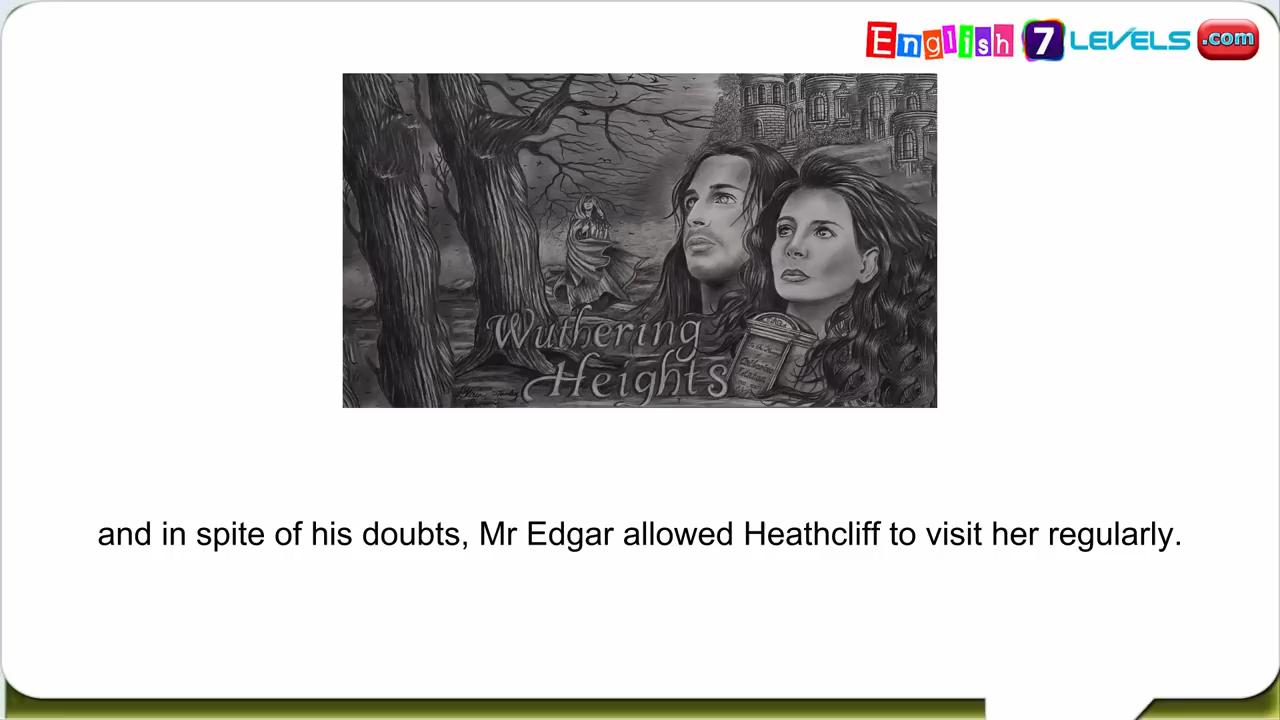 English 7 LEVELS .com
Wuthering
Heights
and in spite of his doubts, Mr Edgar allowed Heathcliff to visit her regularly.